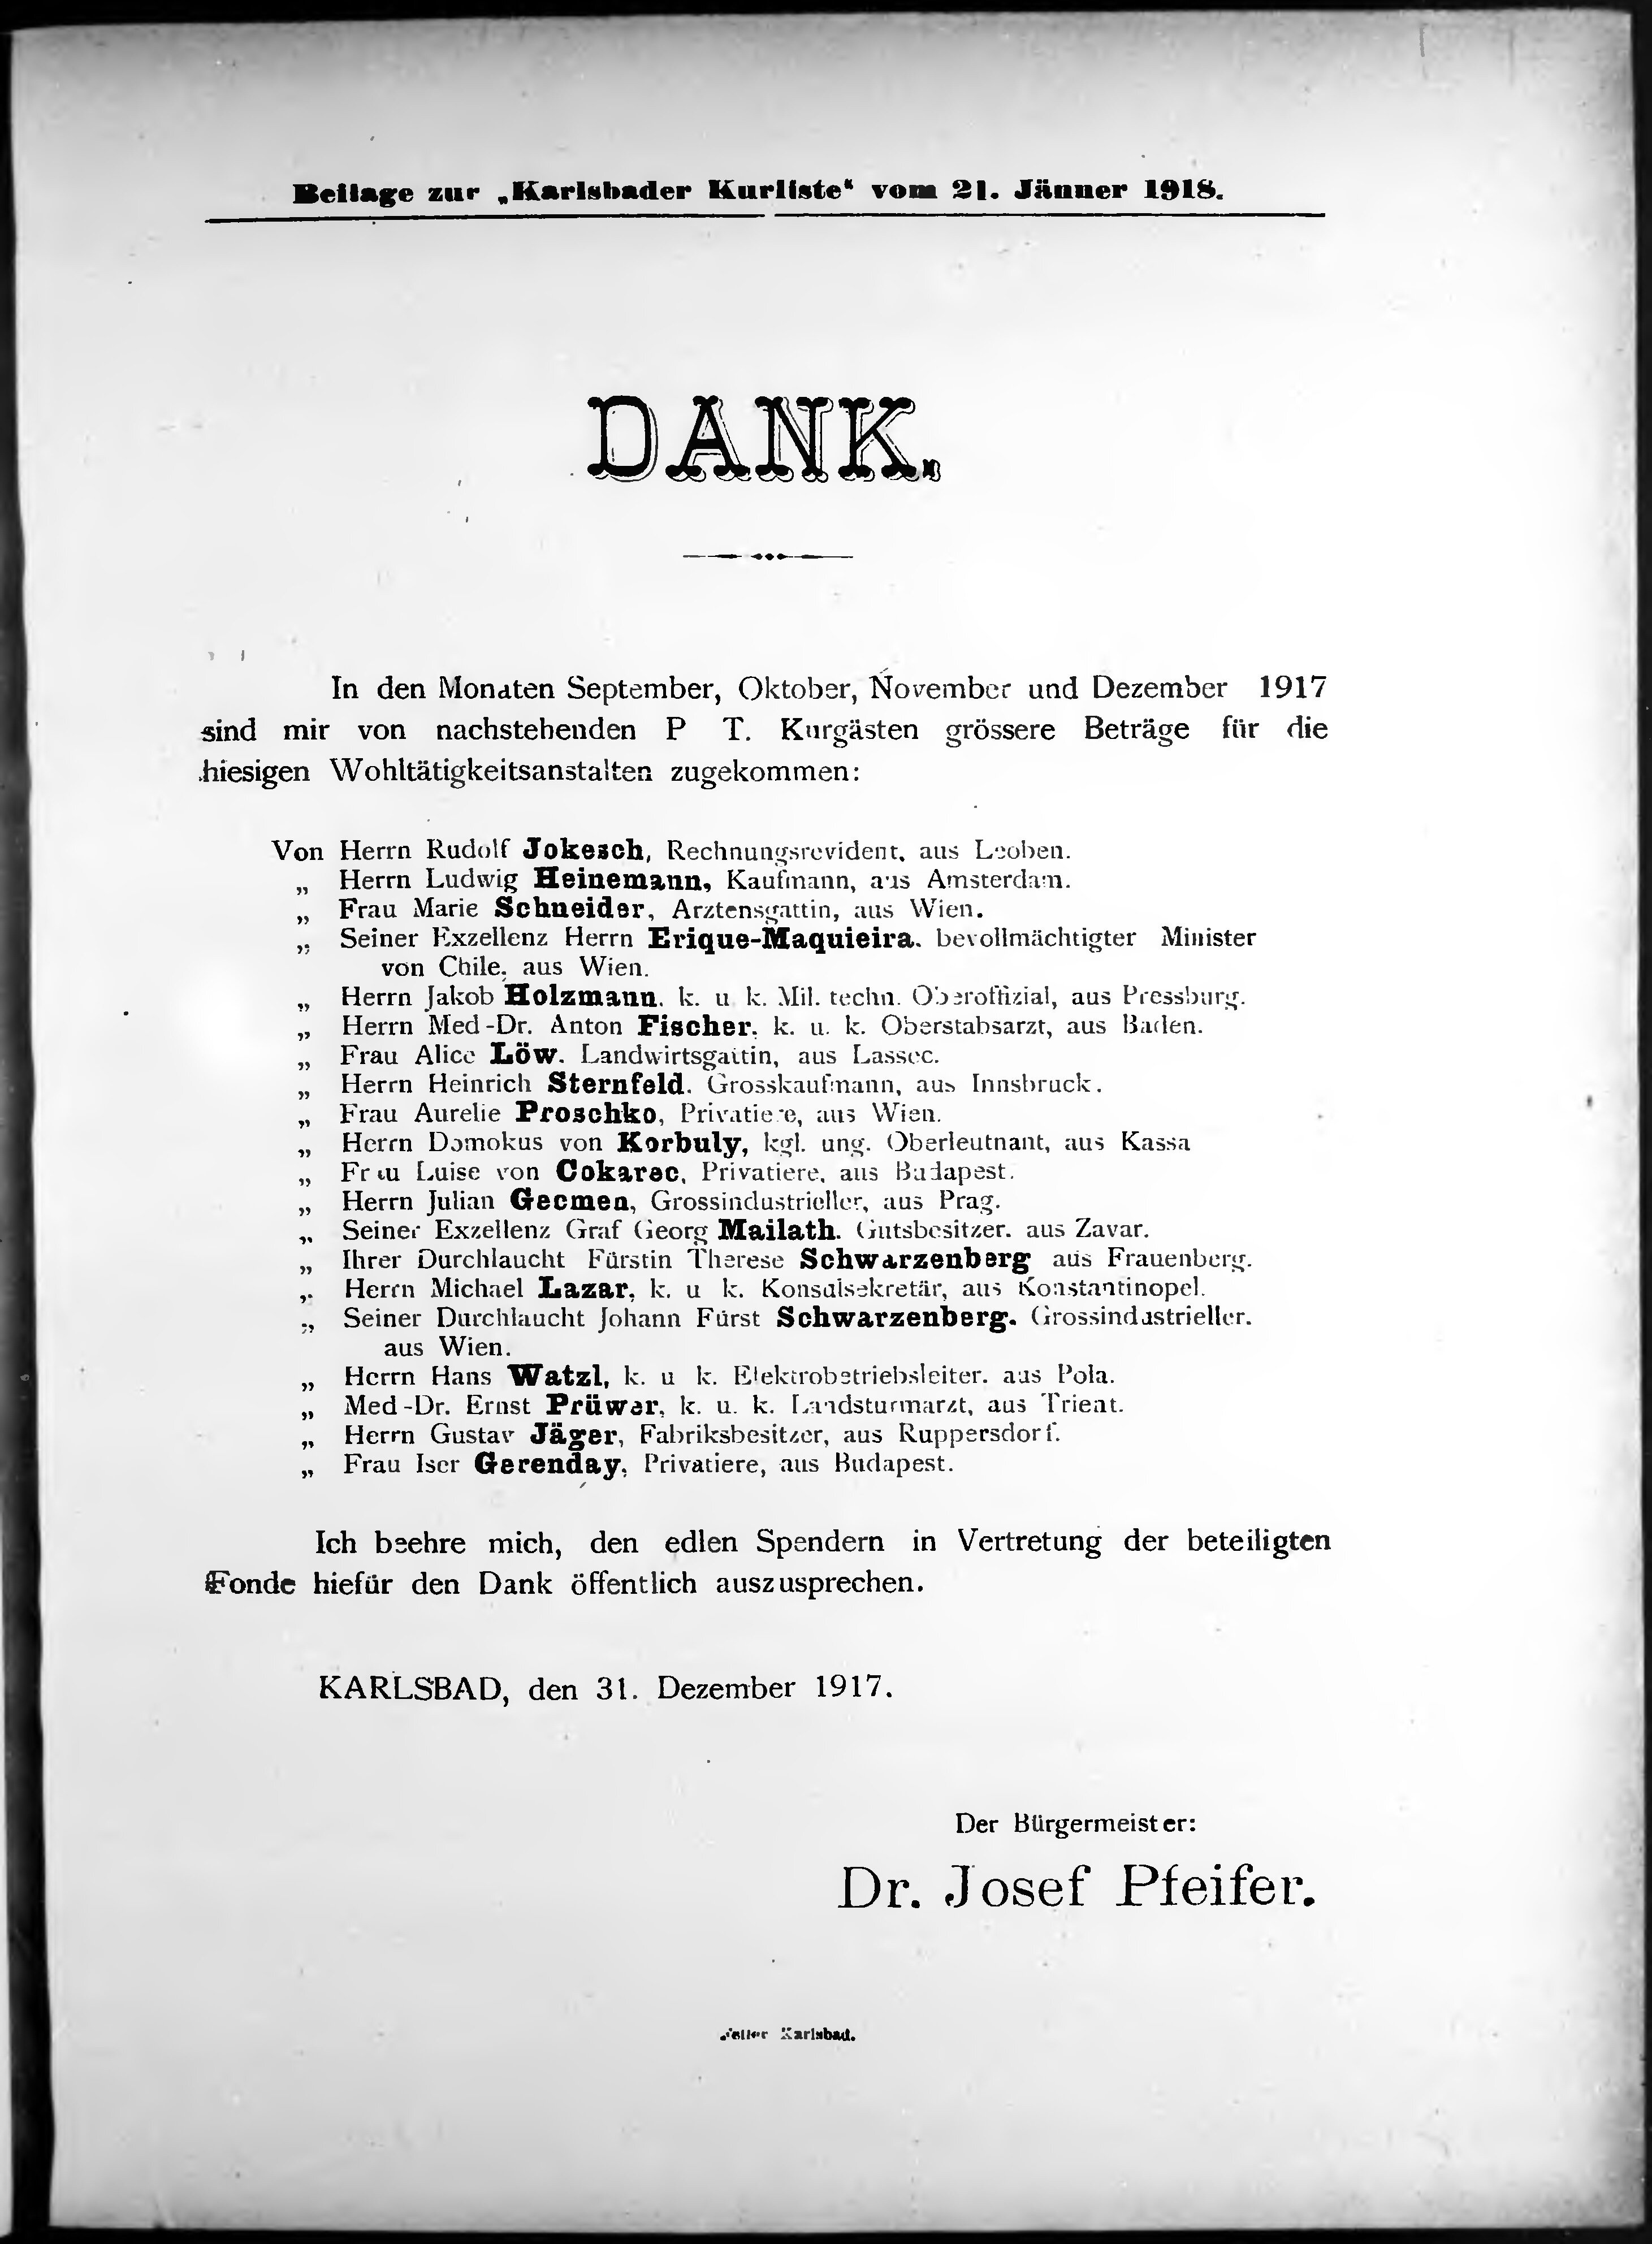 Beilage zur „Karlsbader Kurliste“ vom 21. Jänner 1918.
DANK.
In den Monaten September, Oktober, November und Dezember 1917
sind mir von nachstehenden P T. Kurgästen grössere Beträge für die
hiesigen Wohltätigkeitsanstalten zugekommen:
Von Herrn Rudolf Jokesch, Rechnungsrevident, aus Leoben.
„ Herrn Ludwig Heinemann, Kaufmann, aus Amsterdam.
„ Frau Marie Schneider, Arztensgattin, aus Wien.
„ Seiner Exzellenz Herrn Erique-Maquieira, bevollmächtigter Minister
von Chile, aus Wien.
„ Herrn Jakob Holzmann, k. u. k. Mil. techn. Oberoffizial, aus Pressburg.
„ Herrn Med-Dr. Anton Fischer, k. u. k. Oberstabsarzt, aus Baden.
„ Frau Alice Löw, Landwirtsgattin, aus Lassee.
„ Herrn Heinrich Sternfeld, Grosskaufmann, aus Innsbruck.
„ Frau Aurelie Proschko, Privatiere, aus Wien.
„ Herrn Domokus von Korbuly, kgl. ung. Oberleutnant, aus Kassa
„ Frau Luise von Cokarac, Privatiere, aus Budapest.
„ Herrn Julian Gecmen, Grossindustrieller, aus Prag.
„ Seiner Exzellenz Graf Georg Mailath, Gutsbesitzer, aus Zavar.
„ Ihrer Durchlaucht Fürstin Therese Schwarzenberg aus Frauenberg.
„ Herrn Michael Lazar, k. u k. Konsulsekretär, aus Konstantinopel.
„ Seiner Durchlaucht Johann Fürst Schwarzenberg, Grossindustrieller,
aus Wien.
„ Herrn Hans Watzl, k. u k. Elektrobetriebsleiter, aus Pola.
„ Med-Dr. Ernst Prüwer, k. u. k. Landsturmarzt, aus Trient.
„ Herrn Gustav Jäger, Fabriksbesitzer, aus Ruppersdorf.
„ Frau Iser Gerenday, Privatiere, aus Budapest.
Ich beehre mich, den edlen Spendern in Vertretung der beteiligten
Fonde hiefür den Dank öffentlich auszusprechen.
KARLSBAD, den 31. Dezember 1917.
Der Bürgermeister:
Dr. Josef Pfeifer.
Karlsbad.